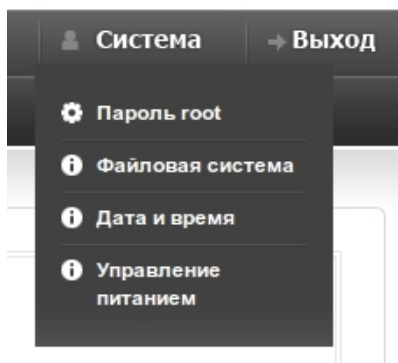 Система
Выход
Пароль root
Файловая система
Дата и время
Управление
питанием